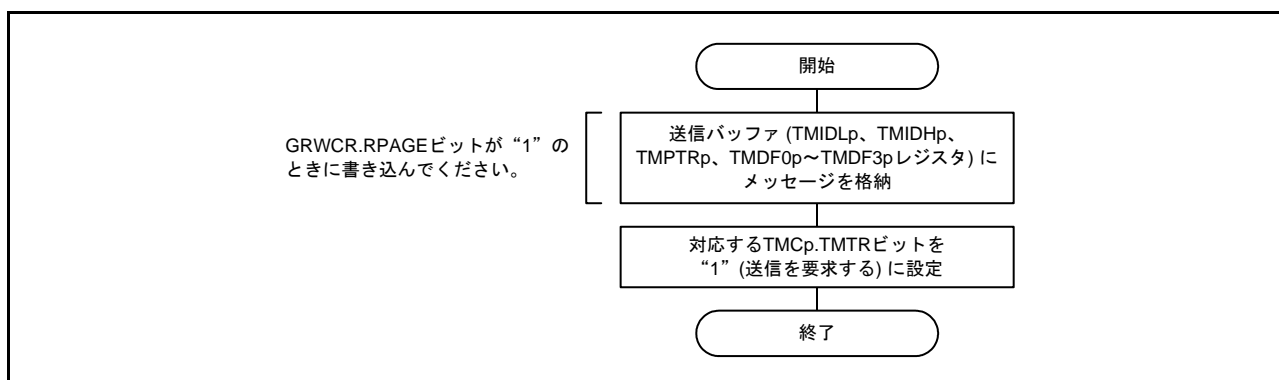 開始
GRWCR.RPAGEビットが“1”の
ときに書き込んでください。
送信バッファ (TMIDLp、TMIDHp、
TMPTRp、TMDF0p～TMDF3pレジスタ) に
メッセージを格納
対応するTMCp.TMTRビットを
“1” (送信を要求する) に設定
終了